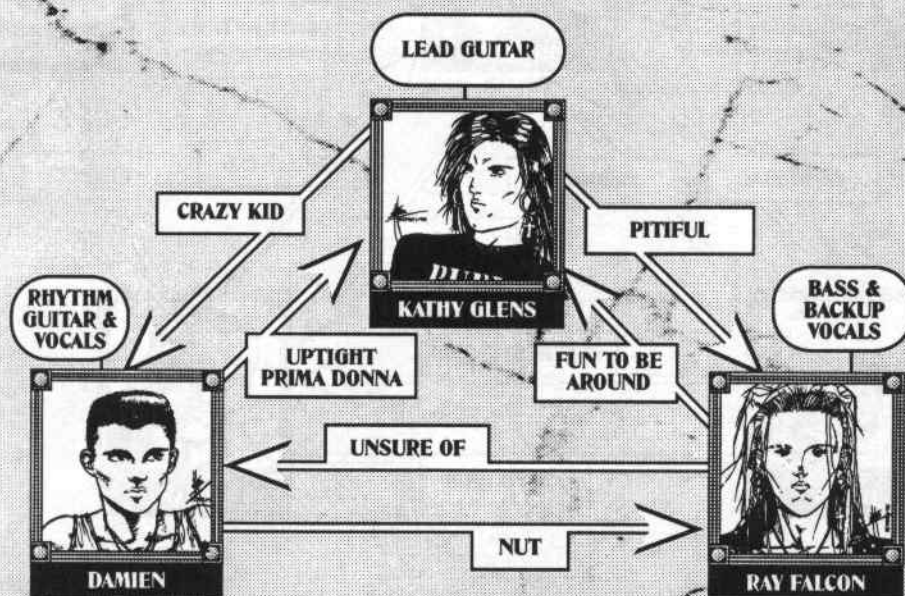 LEAD GUITAR
CRAZY KID
PITIFUL
KATHY GLENS
RHYTHM
GUITAR &
VOCALS
BASS &
BACKUP
VOCALS
UPTIGHT
PRIMA DONNA
FUN TO BE
AROUND
UNSURE OF
NUT
DAMIEN
RAY FALCON